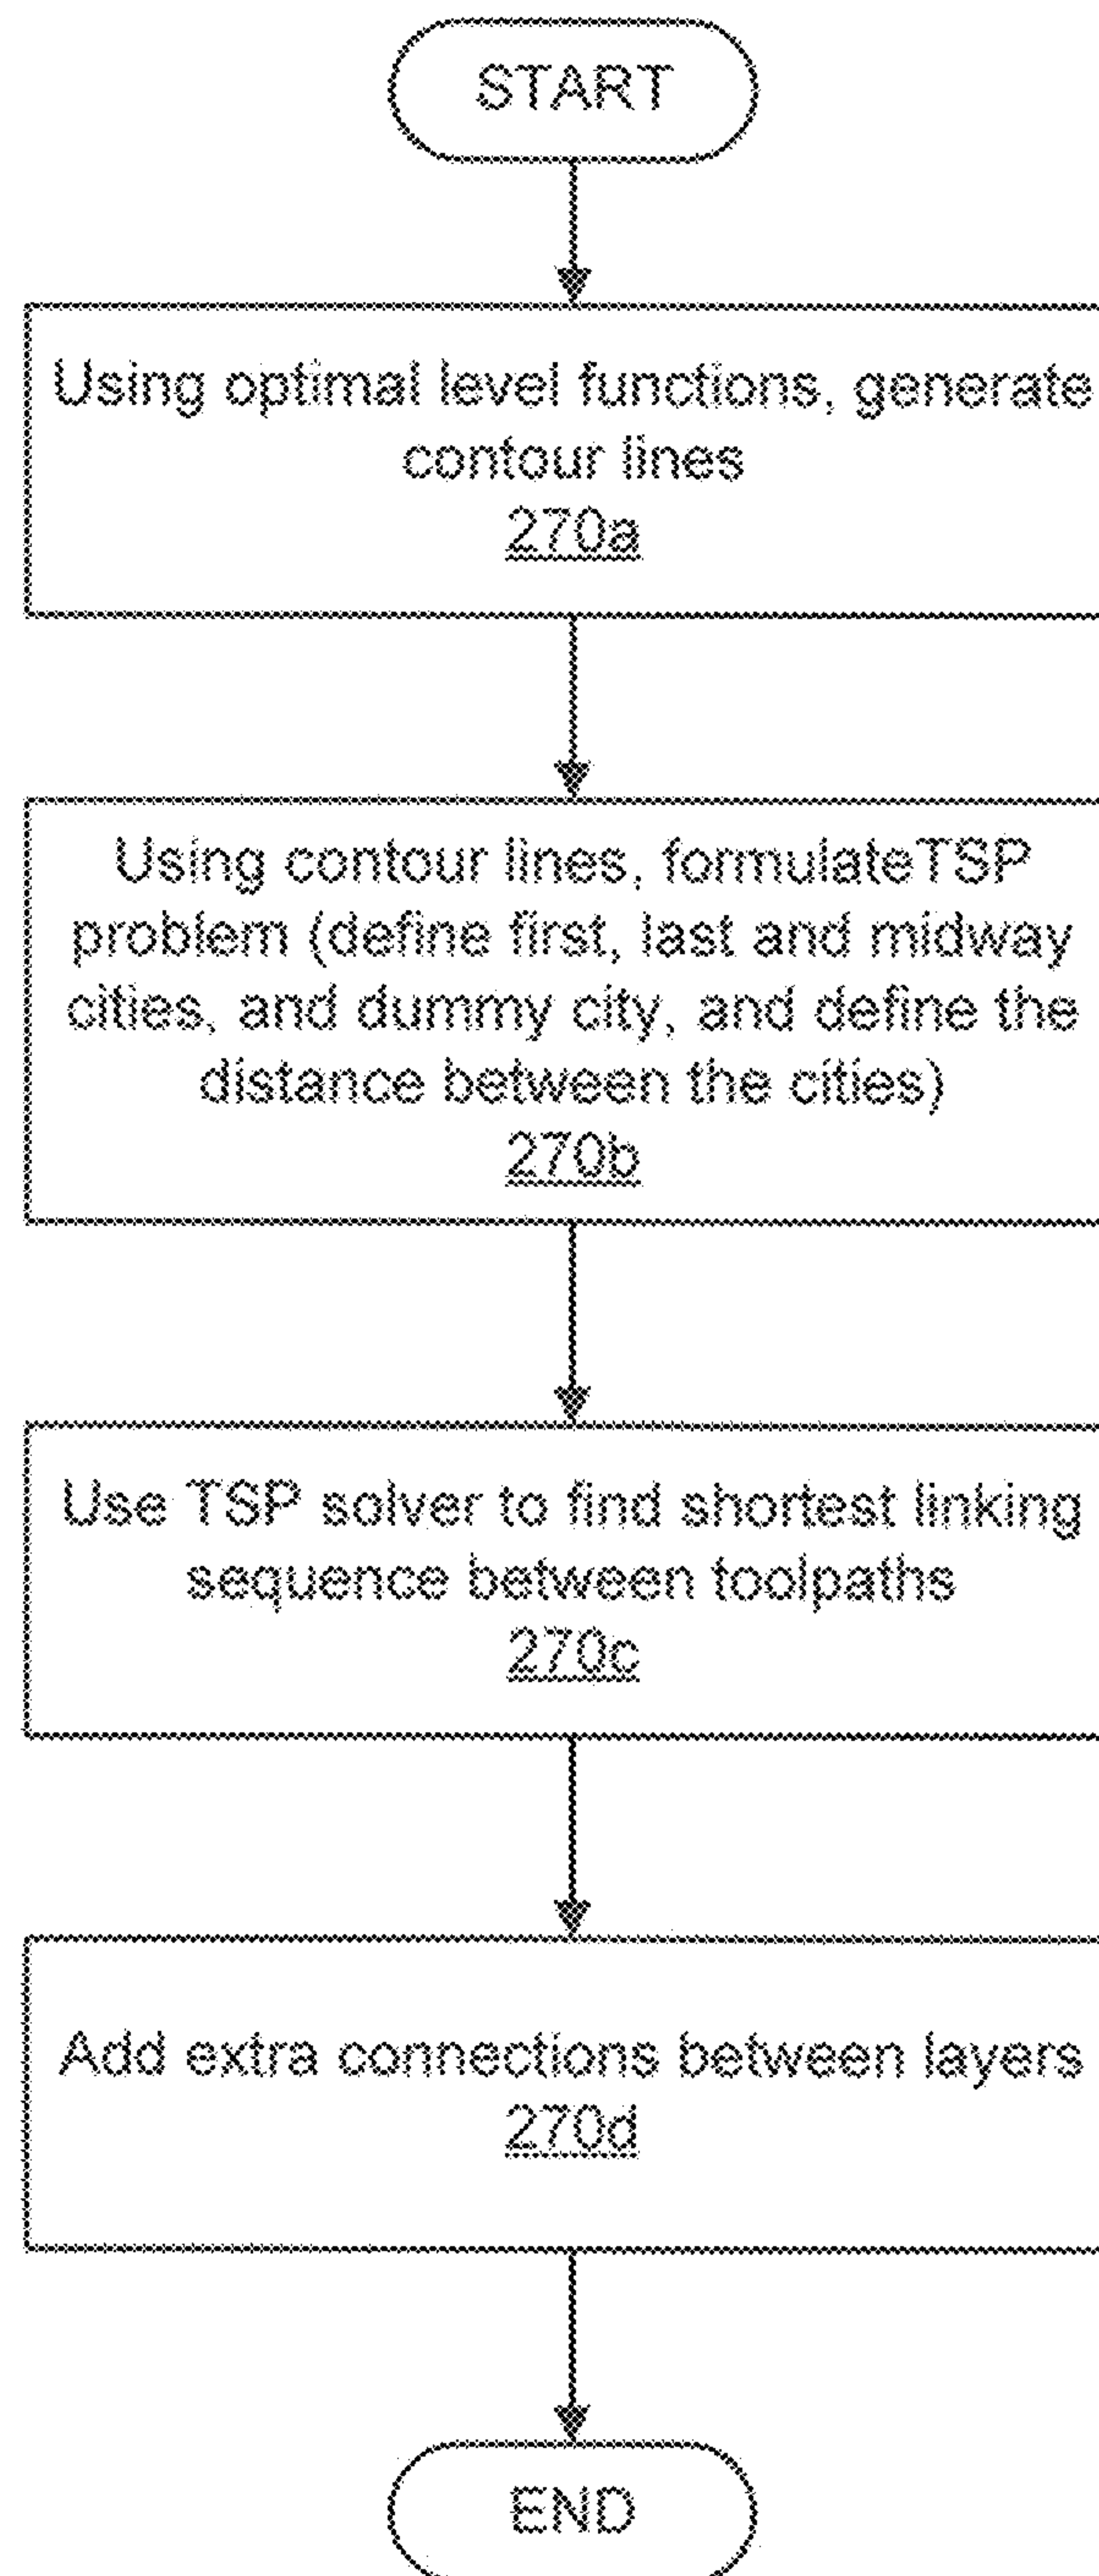 START
Using optimal level functions, generate
contour lines
270a
Using contour lines, formulateTSP
problem (define first, last and midway
cities, and dummy city, and define the
distance between the cities)
270b
Use TSP solver to find shortest linking
sequence between toolpaths
270c
Add extra connections between layers
270d
END